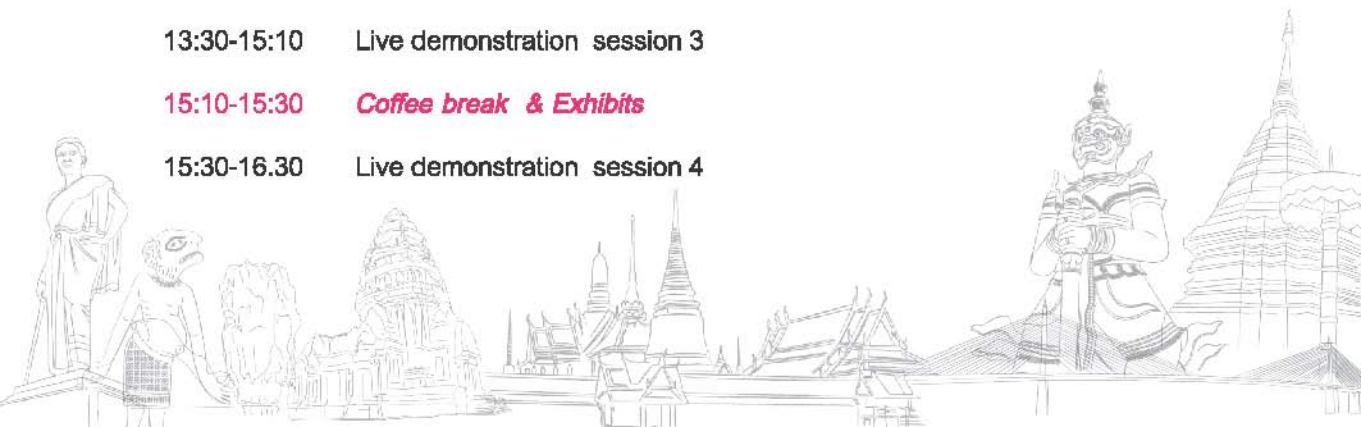 13:30-15:10 Live demonstration session 3
15:10-15:30 Coffee break & Exhibits
15:30-16.30 Live demonstration session 4